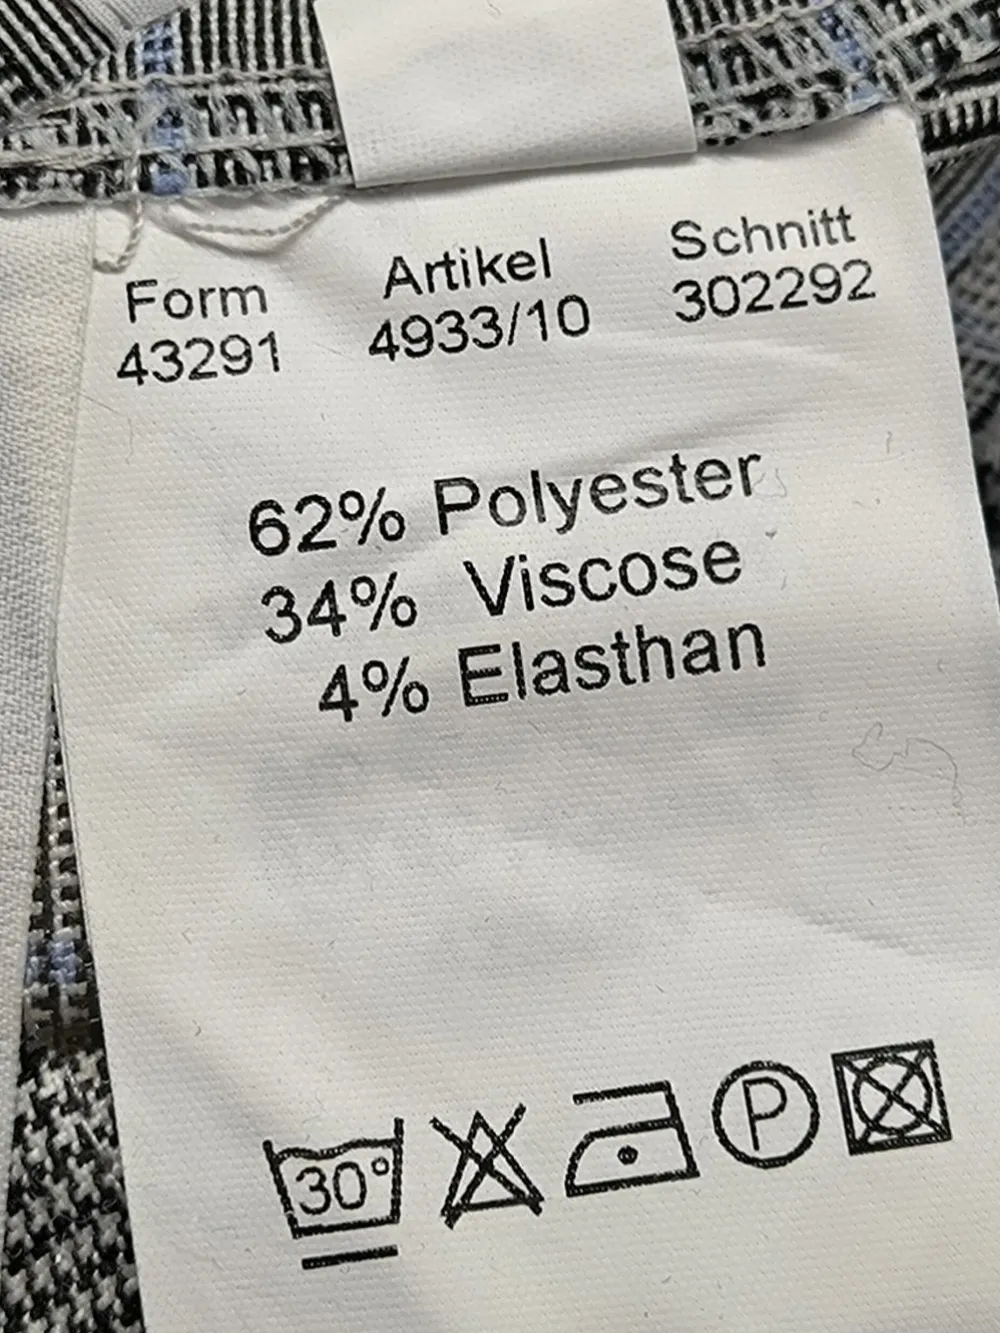 Form Artikel Schnitt
43291 4933/10 302292
62% Polyester
34% Viscose
4% Elasthan
30° P